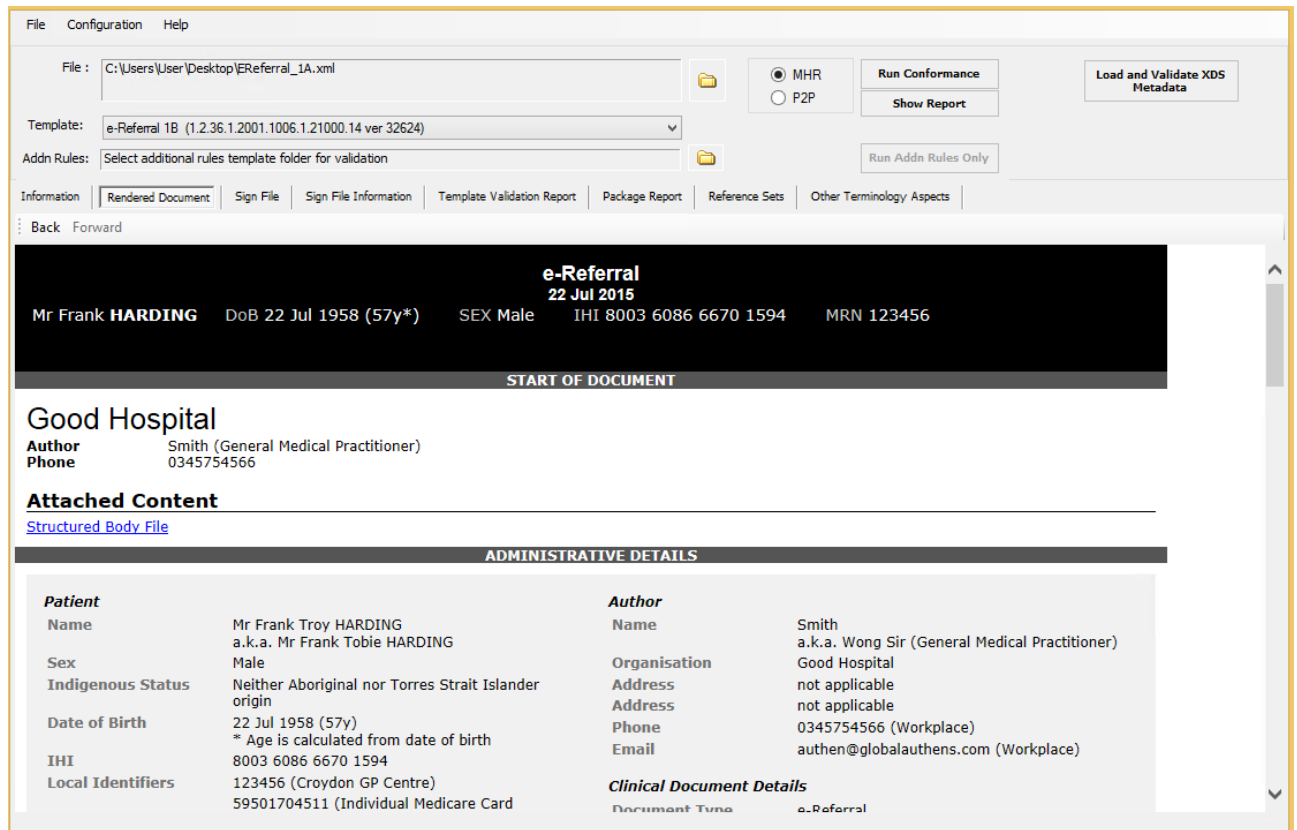 File Configuration Help
File : C:\Users\User\Desktop\EReferral_1A.xml
MHR
P2P
Run Conformance
Show Report
Load and Validate XDS
Metadata
Template: e-Referral 1B (1.2.36.1.2001.1006.1.21000.14 ver 32624)
Addn Rules: Select additional rules template folder for validation
Run Addn Rules Only
Information Rendered Document Sign File Sign File Information Template Validation Report Package Report Reference Sets Other Terminology Aspects
Back Forward
e-Referral
22 Jul 2015
Mr Frank HARDING DoB 22 Jul 1958 (57y*) SEX Male IHI 8003 6086 6670 1594 MRN 123456
START OF DOCUMENT
Good Hospital
Author Smith (General Medical Practitioner)
Phone 0345754566
Attached Content
Structured Body File
ADMINISTRATIVE DETAILS
Patient
Name Mr Frank Troy HARDING
a.k.a. Mr Frank Tobie HARDING
Sex Male
Indigenous Status Neither Aboriginal nor Torres Strait Islander
origin
Date of Birth 22 Jul 1958 (57y)
* Age is calculated from date of birth
IHI 8003 6086 6670 1594
Local Identifiers 123456 (Croydon GP Centre)
59501704511 (Individual Medicare Card
Author
Name Smith
a.k.a. Wong Sir (General Medical Practitioner)
Organisation Good Hospital
Address not applicable
Address not applicable
Phone 0345754566 (Workplace)
Email authen@globalauthens.com (Workplace)
Clinical Document Details
Document Type e-Referral